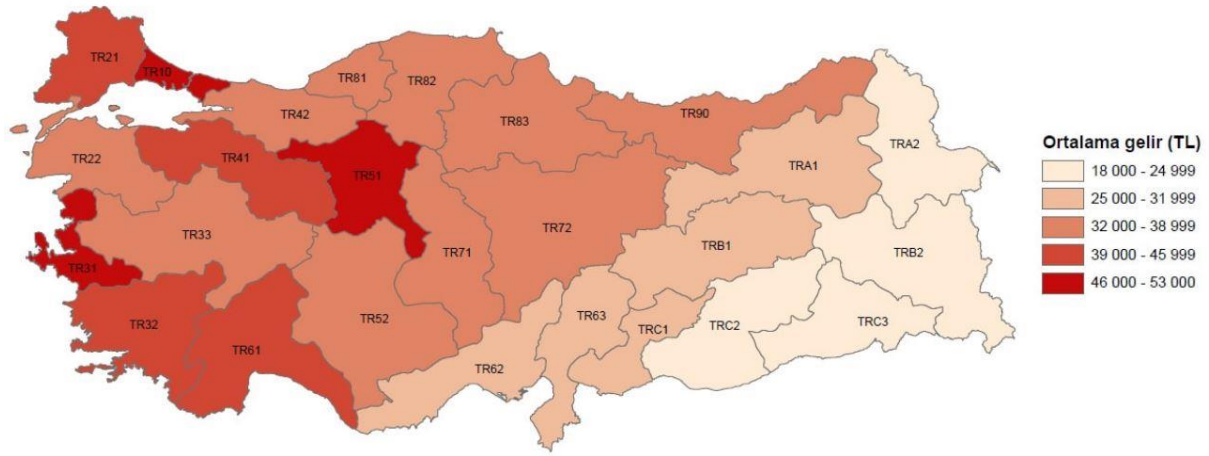 TR21
TR10
TR81
TR82
TR42
TR83
TR90
TR22
TR41
TR51
TRA1
TRA2
TR33
TR71
TR72
TRB1
TRB2
TR31
TR32
TR61
TR52
TR62
TR63
TRC1
TRC2
TRC3
Ortalama gelir (TL)
18 000 - 24 999
25 000 - 31 999
32 000 - 38 999
39 000 - 45 999
46 000 - 53 000